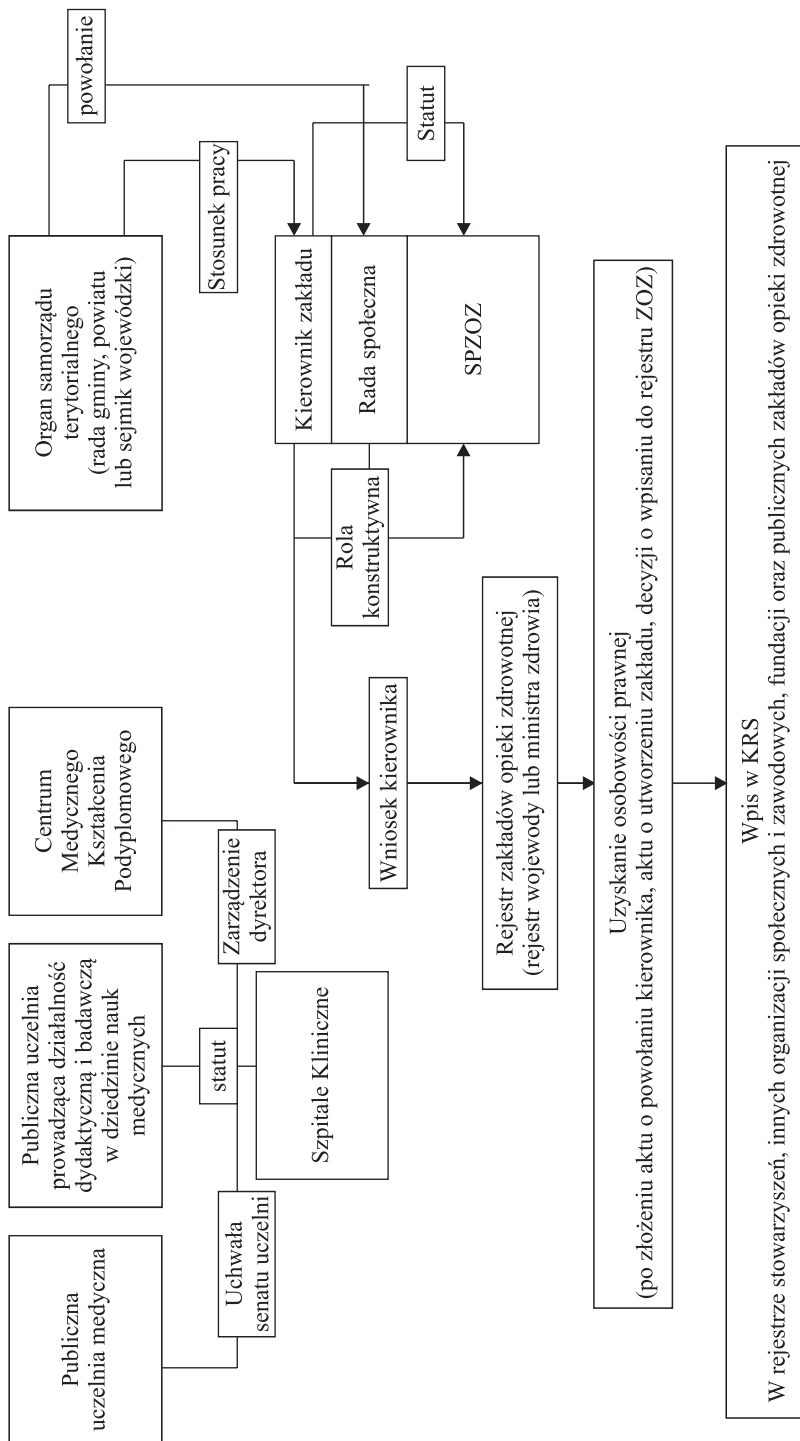 Publiczna
uczelnia medyczna
Publiczna uczelnia
prowadząca działalność
dydaktyczną i badawczą
w dziedzinie nauk
medycznych
Centrum
Medycznego
Kształcenia
Podyplomowego
Organ samorządu
terytorialnego
(rada gminy, powiatu
lub sejmik wojewódzki)
powołanie
Uchwała
senatu uczelni
statut
Zarządzenie
dyrektora
Stosunek pracy
Szpitale Kliniczne
Kierownik zakładu
Rada społeczna
SPZOZ
Statut
Rola
konstruktywna
Wniosek kierownika
Rejestr zakładów opieki zdrowotnej
(rejestr wojewody lub ministra zdrowia)
Uzyskanie osobowości prawnej
(po złożeniu aktu o powołaniu kierownika, aktu o utworzeniu zakładu, decyzji o wpisaniu do rejestru ZOZ)
Wpis w KRS
W rejestrze stowarzyszeń, innych organizacji społecznych i zawodowych, fundacji oraz publicznych zakładów opieki zdrowotnej